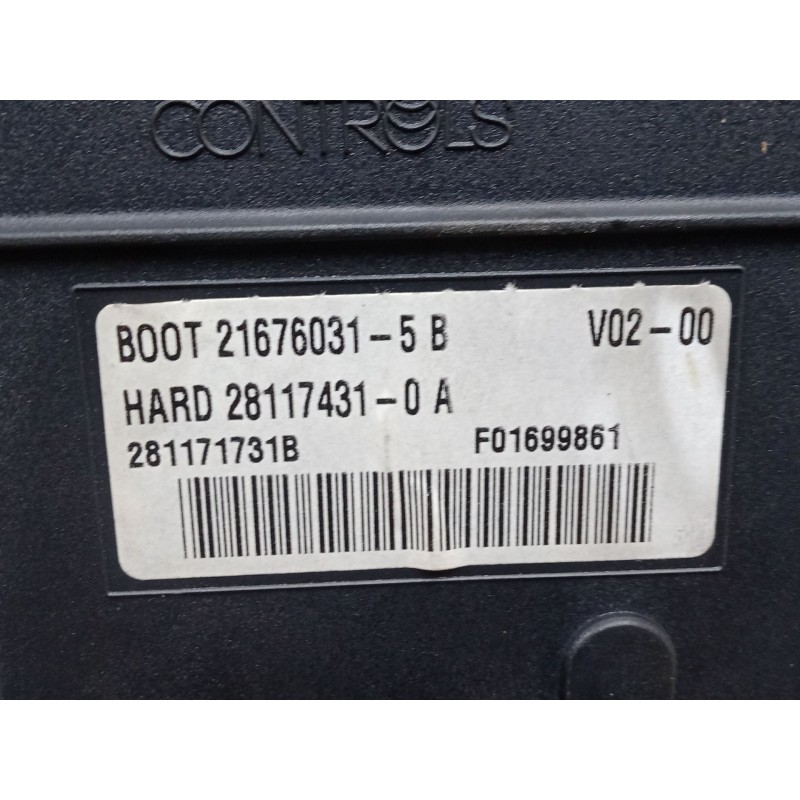 CONTROLS
BOOT 21676031-5 B V02-00
HARD 28117431-0 A
281171731B F01699861